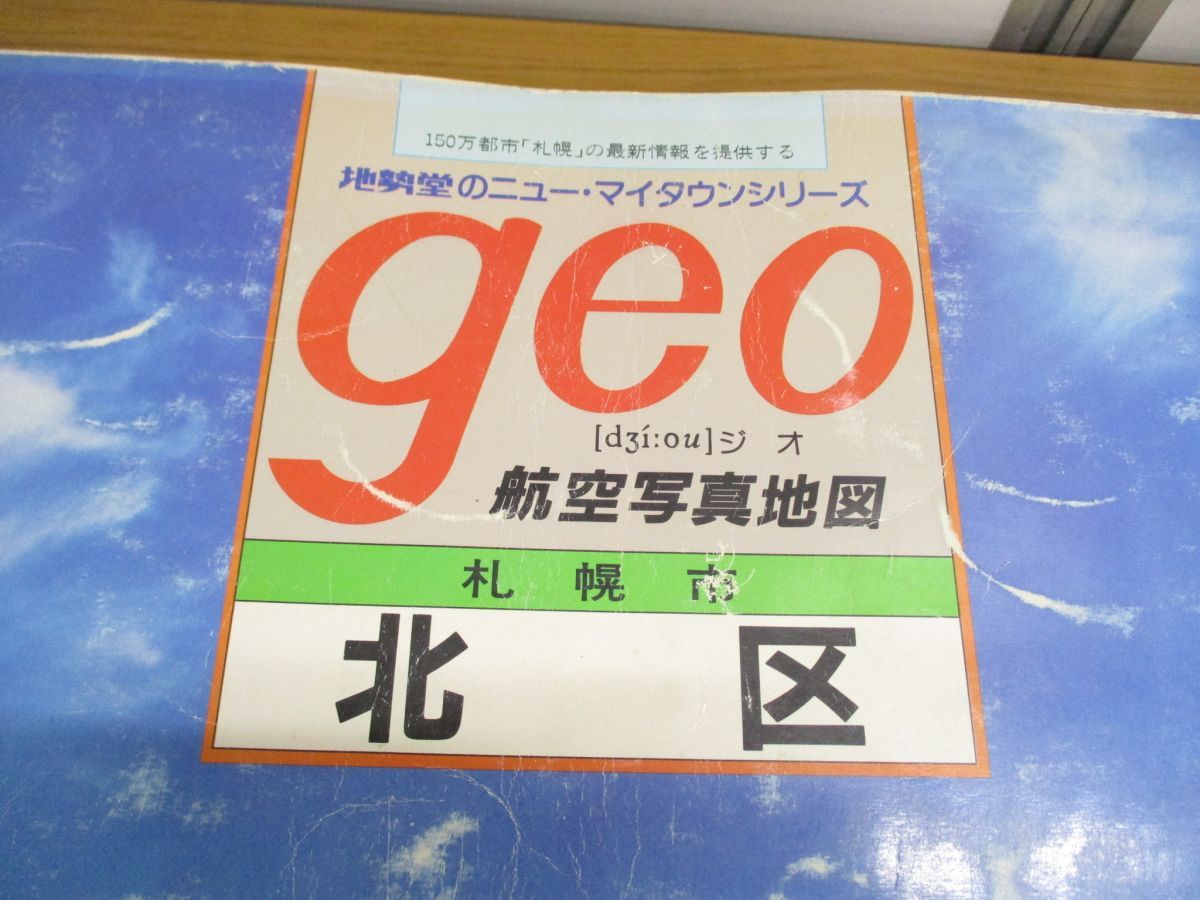 150万都市「札幌」の最新情報を提供する
地勢堂のニュー・マイタウンシリーズ
geo
[dʒíːou]ジオ
航空写真地図
札幌市
北区